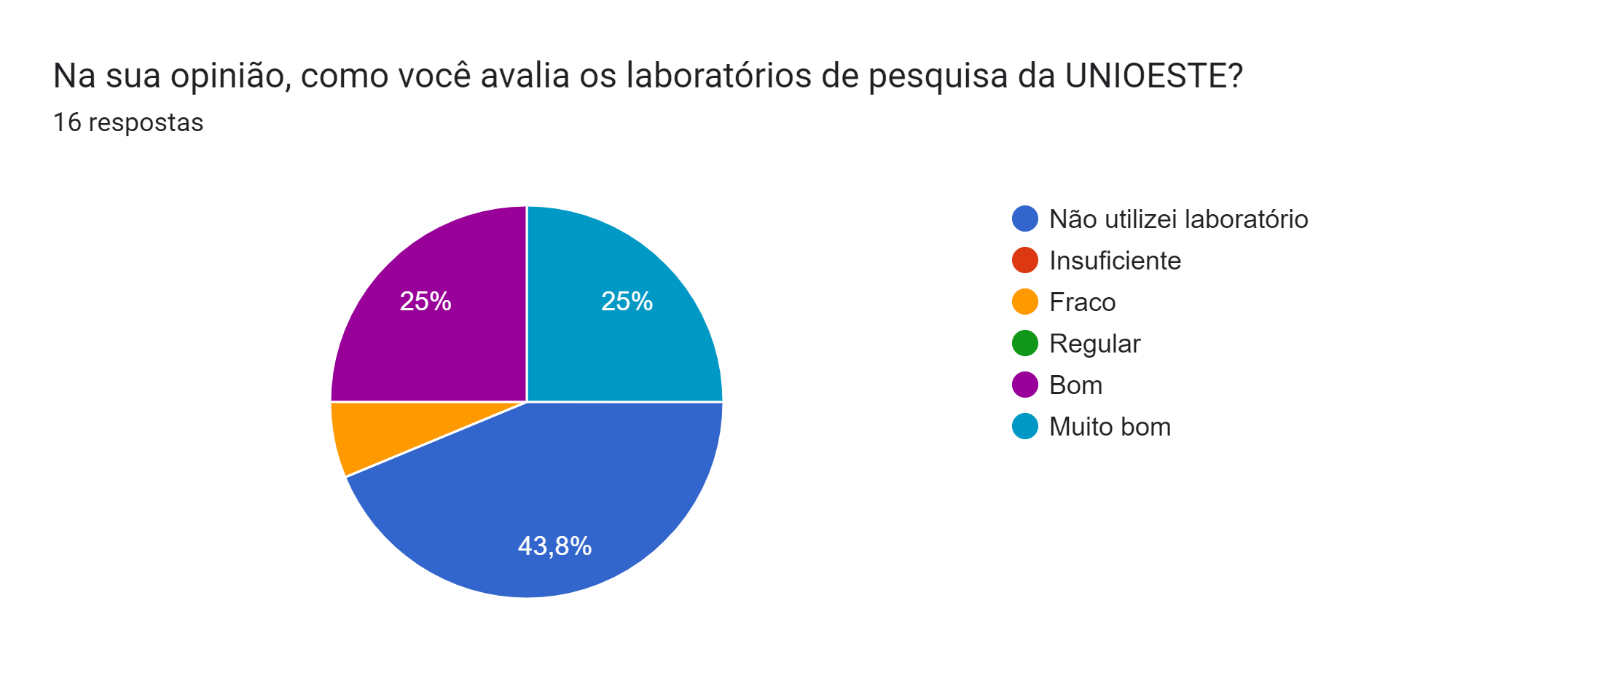 Na sua opinião, como você avalia os laboratórios de pesquisa da UNIOESTE?
16 respostas
25%
25%
43,8%
Não utilizei laboratório
Insuficiente
Fraco
Regular
Bom
Muito bom